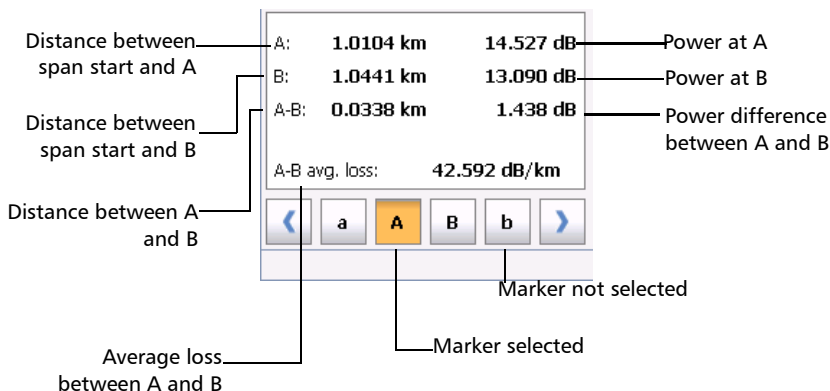 Distance between
span start and A
Distance between
span start and B
Distance between A
and B
Average loss
between A and B
A: 1.0104 km 14.527 dB
B: 1.0441 km 13.090 dB
A-B: 0.0338 km 1.438 dB
A-B avg. loss: 42.592 dB/km
a A B b
Power at A
Power at B
Power difference
between A and B
Marker not selected
Marker selected